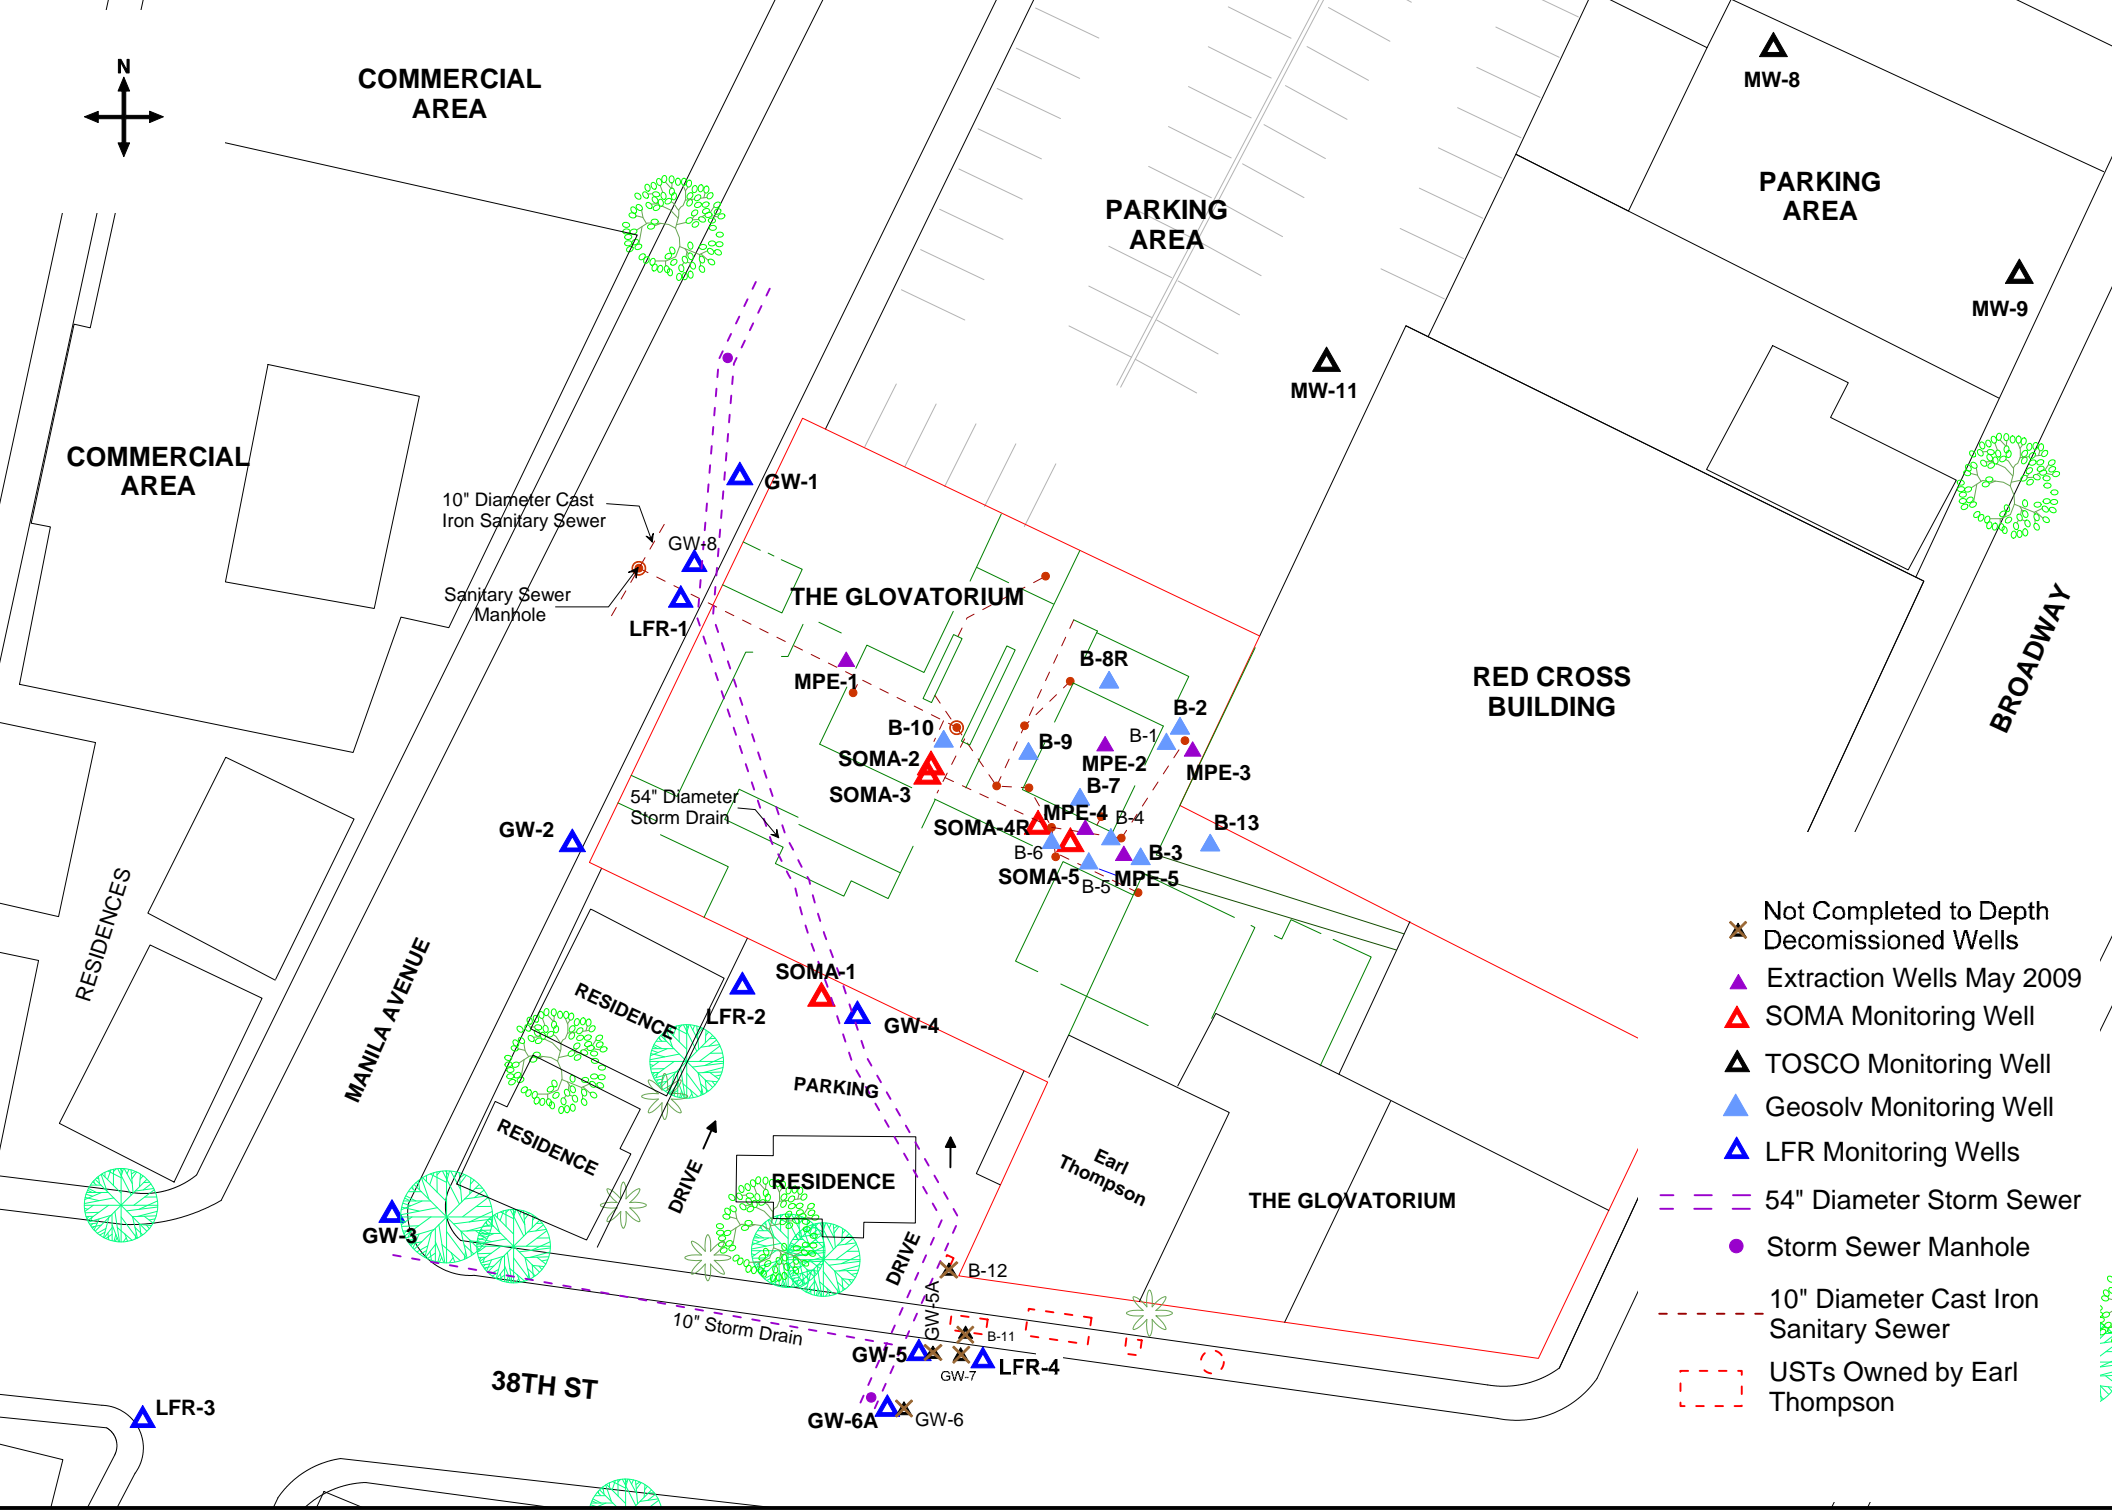 N
COMMERCIAL
AREA
MW-8
PARKING
AREA
PARKING
AREA
MW-9
MW-11
COMMERCIAL
AREA
GW-1
10" Diameter Cast
Iron Sanitary Sewer
GW-8
Sanitary Sewer
Manhole
THE GLOVATORIUM
LFR-1
B-8R
MPE-1
RED CROSS
BUILDING
BROADWAY
B-2
B-10
B-9
B-1
SOMA-2
MPE-2
MPE-3
SOMA-3
B-7
54" Diameter
Storm Drain
MPE-4
B-4
SOMA-4R
B-13
GW-2
B-6
B-3
SOMA-5
B-5
MPE-5
RESIDENCES
MANILA AVENUE
Not Completed to Depth
Decomissioned Wells
Extraction Wells May 2009
SOMA Monitoring Well
TOSCO Monitoring Well
Geosolv Monitoring Well
LFR Monitoring Wells
54" Diameter Storm Sewer
Storm Sewer Manhole
10" Diameter Cast Iron
Sanitary Sewer
USTs Owned by Earl
Thompson
SOMA-1
RESIDENCE
LFR-2
GW-4
PARKING
RESIDENCE
DRIVE
RESIDENCE
Earl
Thompson
THE GLOVATORIUM
GW-3
DRIVE
B-12
GW-5A
10" Storm Drain
B-11
GW-5
LFR-4
GW-7
38TH ST
LFR-3
GW-6A
GW-6